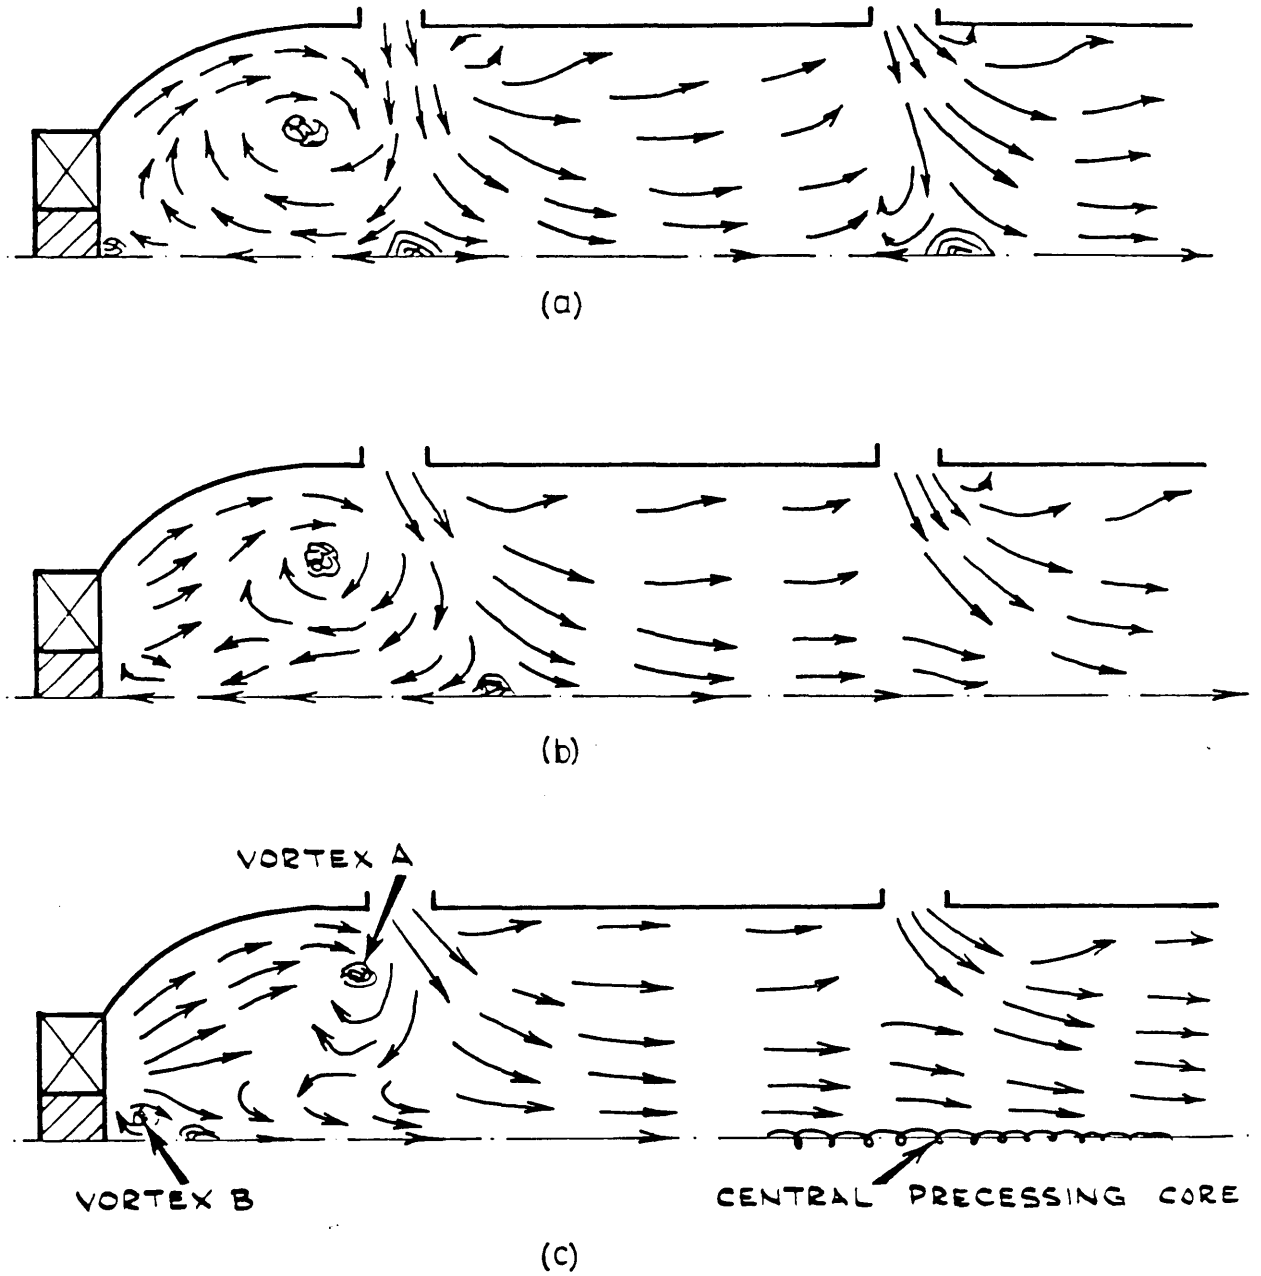 (a)
(b)
VORTEX A
VORTEX B
CENTRAL PRECESSING CORE
(c)